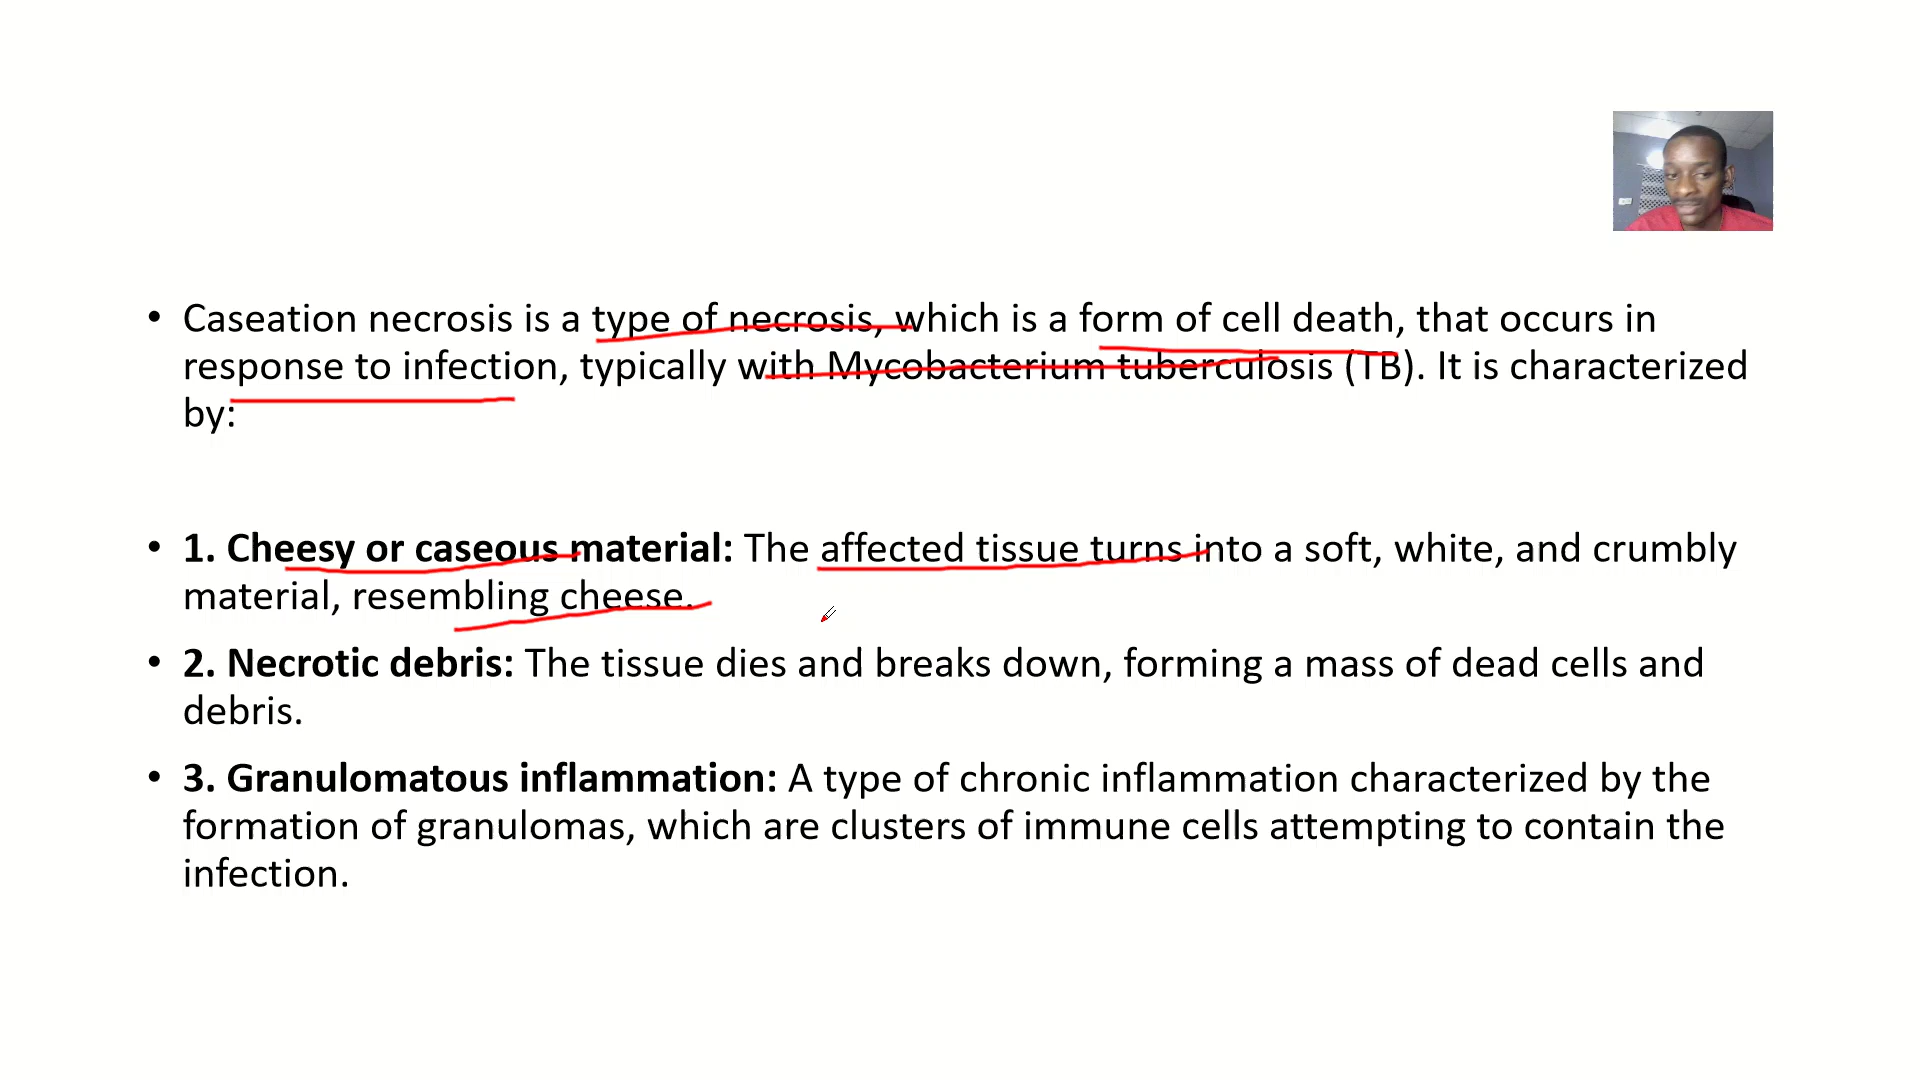 • Caseation necrosis is a type of necrosis, which is a form of cell death, that occurs in
response to infection, typically with Mycobacterium tuberculosis (TB). It is characterized
by:
• 1. Cheesy or caseous material: The affected tissue turns into a soft, white, and crumbly
material, resembling cheese.
• 2. Necrotic debris: The tissue dies and breaks down, forming a mass of dead cells and
debris.
• 3. Granulomatous inflammation: A type of chronic inflammation characterized by the
formation of granulomas, which are clusters of immune cells attempting to contain the
infection.